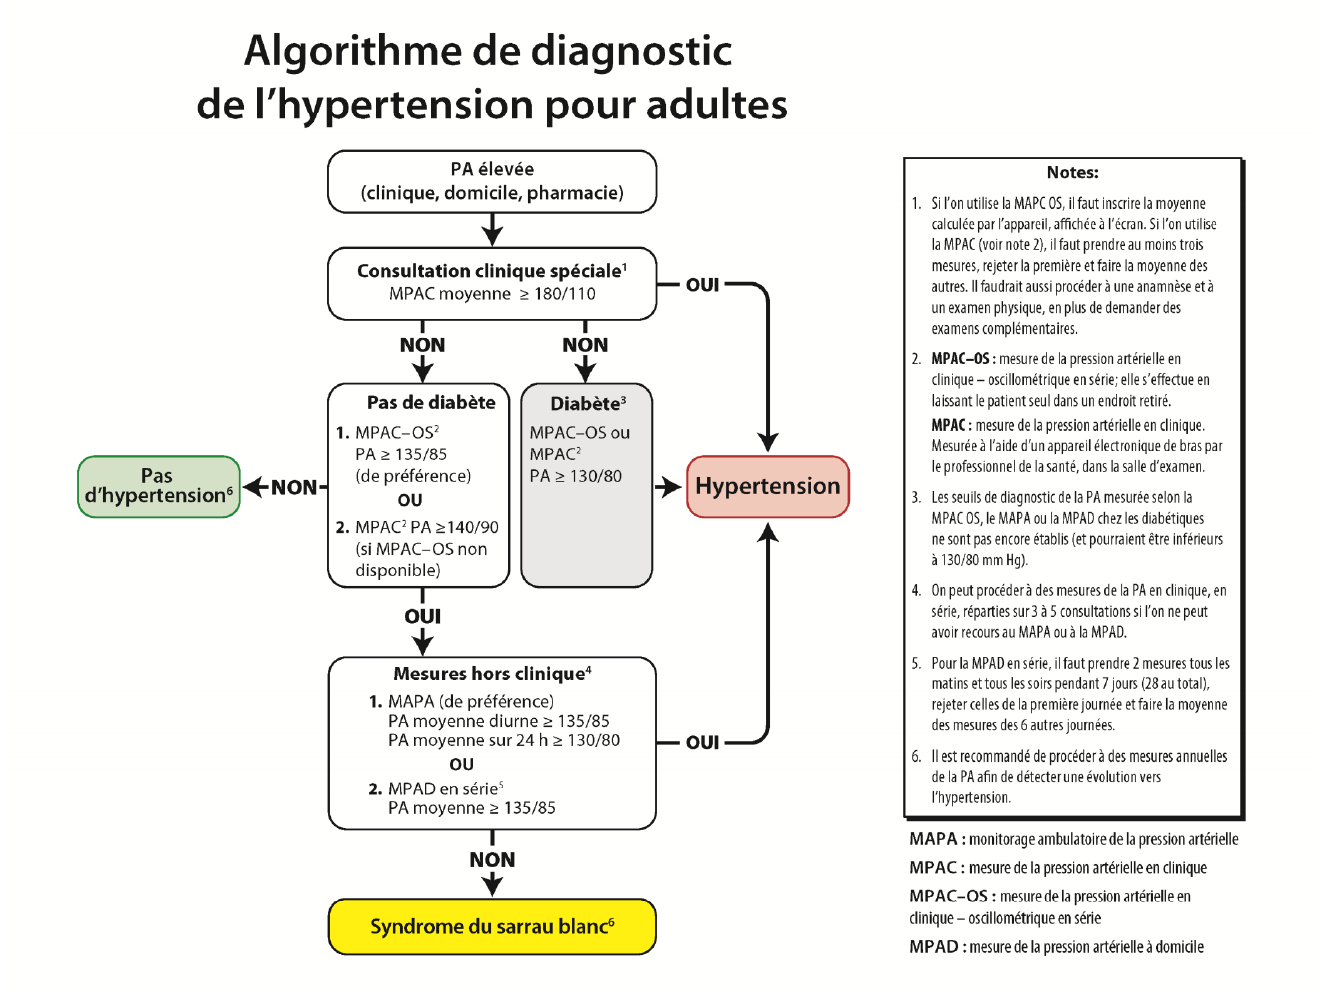 Algorithme de diagnostic
de l'hypertension pour adultes
PA élevée
(clinique, domicile, pharmacie)
Consultation clinique spéciale¹
MPAC moyenne ≥ 180/110
OUI
NON
NON
Pas de diabète
1. MPAC–OS²
PA ≥ 135/85
(de préférence)
OU
2. MPAC² PA ≥140/90
(si MPAC–OS non
disponible)
Diabète³
MPAC–OS ou
MPAC²
PA ≥ 130/80
Pas
d'hypertension⁶
NON
Hypertension
OUI
Mesures hors clinique⁴
1. MAPA (de préférence)
PA moyenne diurne ≥ 135/85
PA moyenne sur 24 h ≥ 130/80
OU
2. MPAD en série⁵
PA moyenne ≥ 135/85
OUI
NON
Syndrome du sarrau blanc⁶
Notes:
1. Si l'on utilise la MAPC OS, il faut inscrire la moyenne
calculée par l'appareil, affichée à l'écran. Si l'on utilise
la MPAC (voir note 2), il faut prendre au moins trois
mesures, rejeter la première et faire la moyenne des
autres. Il faudrait aussi procéder à une anamnèse et à
un examen physique, en plus de demander des
examens complémentaires.
2. MPAC–OS : mesure de la pression artérielle en
clinique – oscillométrique en série; elle s'effectue en
laissant le patient seul dans un endroit retiré.
MPAC : mesure de la pression artérielle en clinique.
Mesurée à l'aide d'un appareil électronique de bras par
le professionnel de la santé, dans la salle d'examen.
3. Les seuils de diagnostic de la PA mesurée selon la
MPAC OS, le MAPA ou la MPAD chez les diabétiques
ne sont pas encore établis (et pourraient être inférieurs
à 130/80 mm Hg).
4. On peut procéder à des mesures de la PA en clinique, en
série, réparties sur 3 à 5 consultations si l'on ne peut
avoir recours au MAPA ou à la MPAD.
5. Pour la MPAD en série, il faut prendre 2 mesures tous les
matins et tous les soirs pendant 7 jours (28 au total),
rejeter celles de la première journée et faire la moyenne
des mesures des 6 autres journées.
6. Il est recommandé de procéder à des mesures annuelles
de la PA afin de détecter une évolution vers
l'hypertension.
MAPA : monitorage ambulatoire de la pression artérielle
MPAC : mesure de la pression artérielle en clinique
MPAC–OS : mesure de la pression artérielle en
clinique – oscillométrique en série
MPAD : mesure de la pression artérielle à domicile